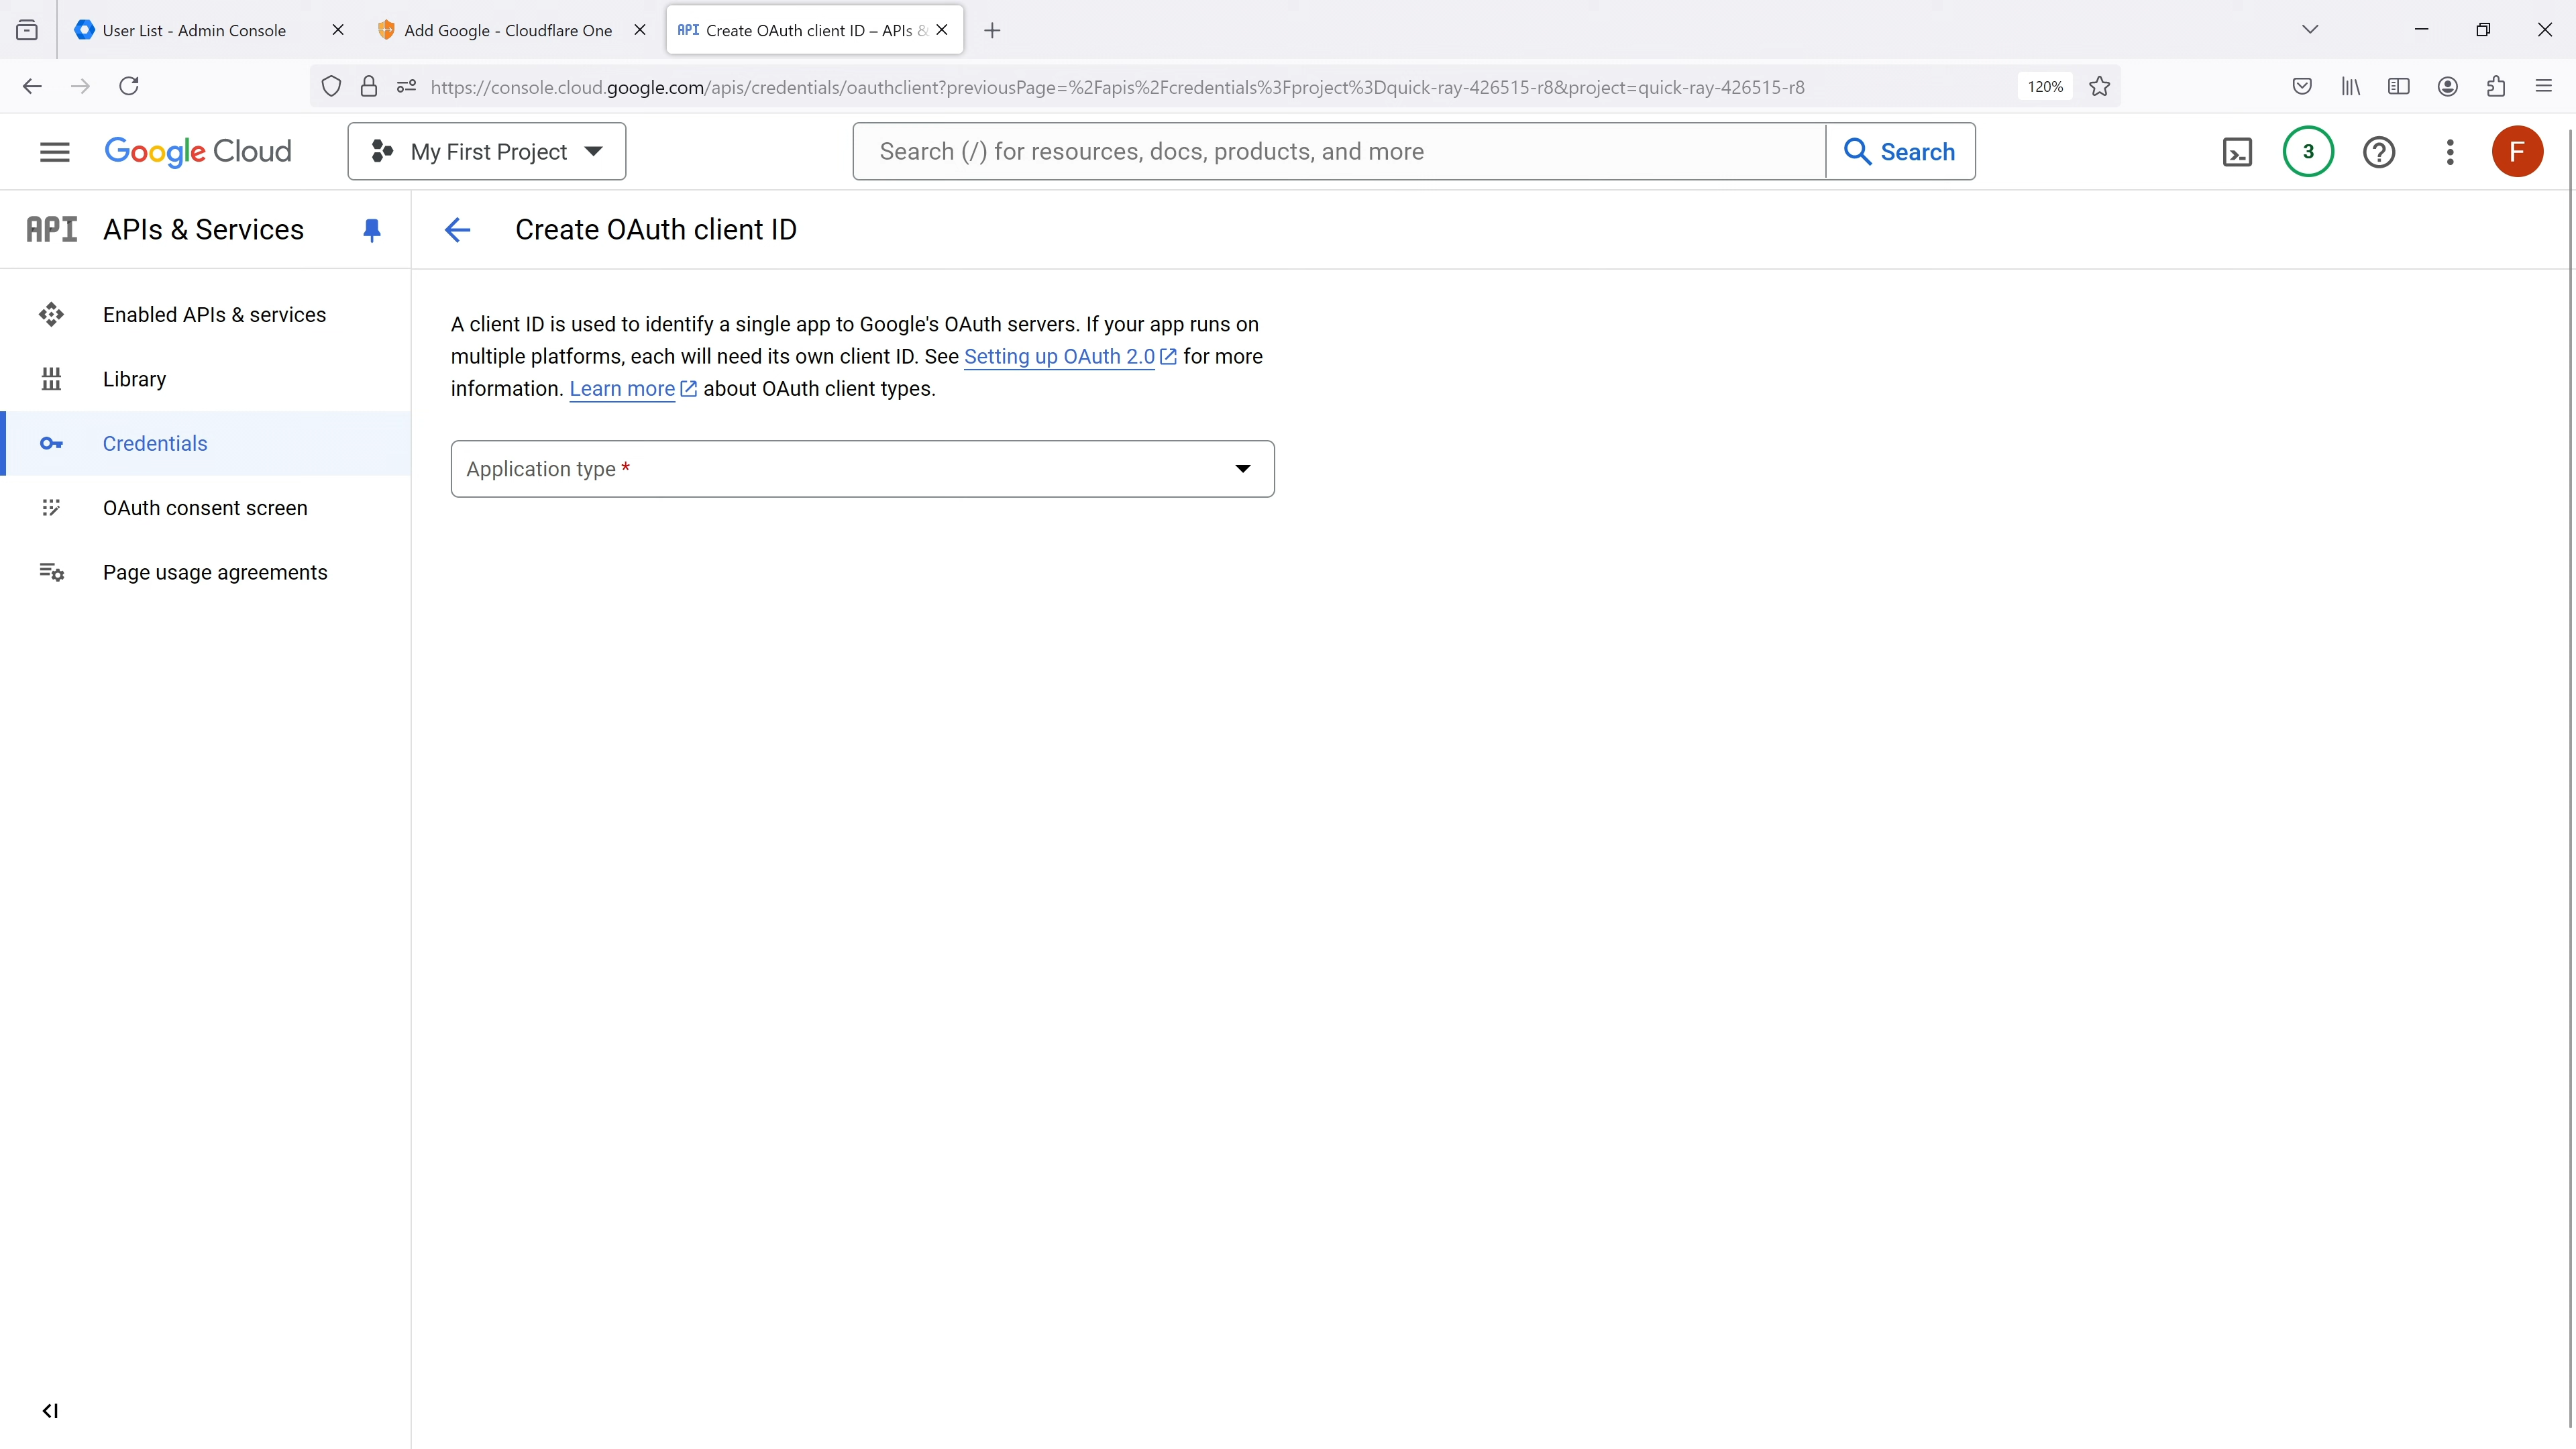 User List - Admin Console
Add Google - Cloudflare One
API Create OAuth client ID – APIs &
https://console.cloud.google.com/apis/credentials/oauthclient?previousPage=%2Fapis%2Fcredentials%3Fproject%3Dquick-ray-426515-r8&project=quick-ray-426515-r8
120%
Google Cloud
My First Project
Search (/) for resources, docs, products, and more
Search
3
F
API APIs & Services
Create OAuth client ID
Enabled APIs & services
Library
Credentials
OAuth consent screen
Page usage agreements
A client ID is used to identify a single app to Google's OAuth servers. If your app runs on
multiple platforms, each will need its own client ID. See Setting up OAuth 2.0 for more
information. Learn more about OAuth client types.
Application type *